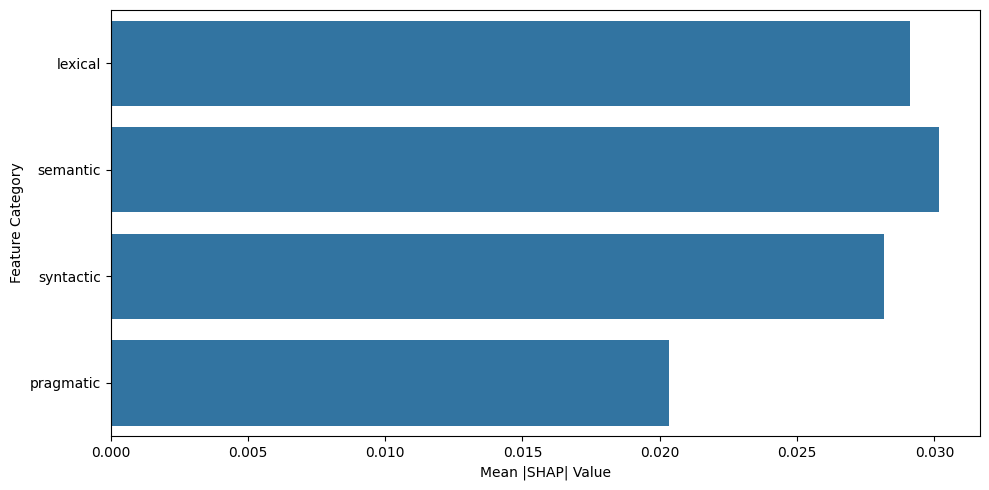 lexical
semantic
syntactic
pragmatic
Feature Category
0.000 0.005 0.010 0.015 0.020 0.025 0.030
Mean |SHAP| Value